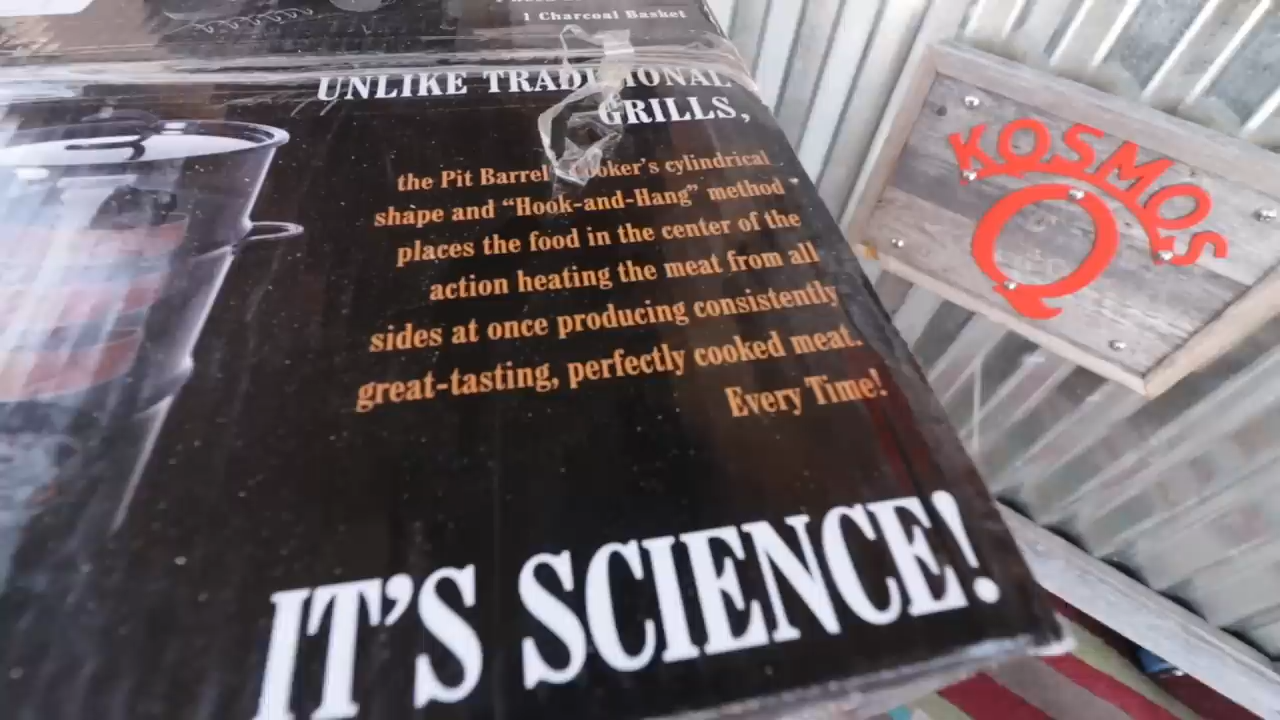 1 Charcoal Basket
UNLIKE TRADITIONAL
GRILLS,
the Pit Barrel Cooker's cylindrical
shape and “Hook-and-Hang” method
places the food in the center of the
action heating the meat from all
sides at once producing consistently
great-tasting, perfectly cooked meat.
Every Time!
IT'S SCIENCE!
KOSMOS
Q